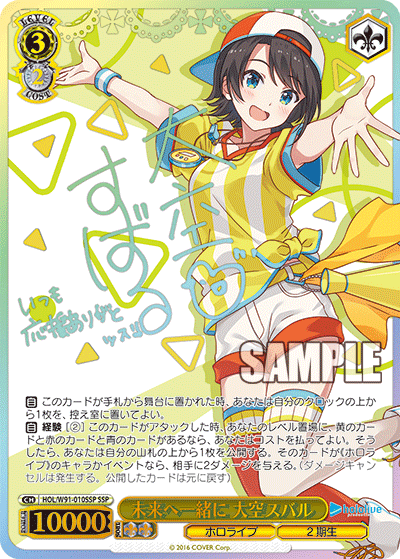 LEVEL
3
2
COST
大空
すばる
いつも
応援ありがと
ッス!!
SAMPLE
自 このカードが手札から舞台に置かれた時、あなたは自分のクロックの上か
ら1枚を、控え室に置いてよい。
自 経験 [②] このカードがアタックした時、あなたのレベル置場に、黄のカー
ドと赤のカードと青のカードがあるなら、あなたはコストを払ってよい。そう
したら、あなたは自分の山札の上から1枚を公開する。そのカードが《ホロ
ライブ》のキャラかイベントなら、相手に2ダメージを与える。(ダメージキャン
セルは発生する。公開したカードは元に戻す)
CH HOL/W91-010SSP SSP
未来へ一緒に 大空スバル
hololive
POWER
10000
SOUL
ホロライブ
2期生
© 2016 COVER Corp.